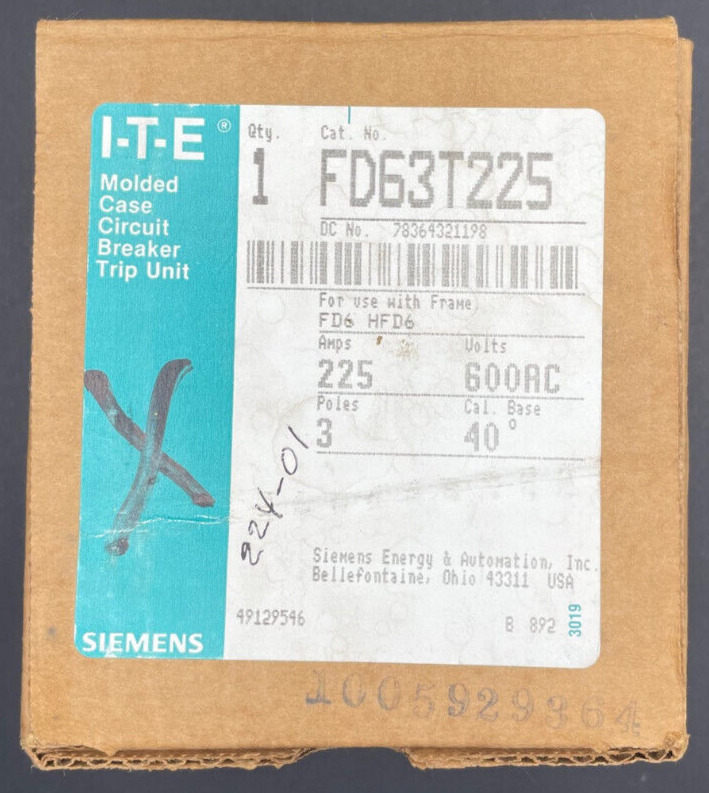 I-T-E®
Molded
Case
Circuit
Breaker
Trip Unit
Qty. Cat. No.
1 FD63T225
DC No. 78364321198
For use with Frame
FD6 HFD6
Amps Volts
225 600AC
Poles Cal. Base
3 40°
X
224-01
Siemens Energy & Automation, Inc.
Bellefontaine, Ohio 43311 USA
49129546 B 892 3019
SIEMENS
100592936